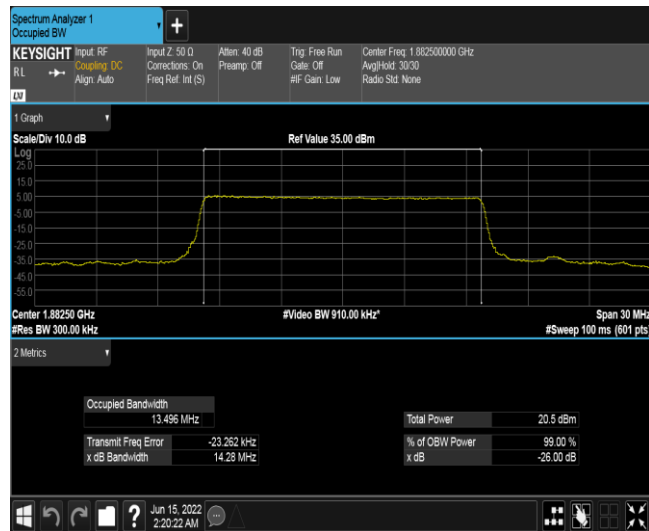 Spectrum Analyzer 1
Occupied BW
+
KEYSIGHT
R L
LXI
Input: RF
Coupling: DC
Align: Auto
Input Z: 50 Ω
Corrections: On
Freq Ref: Int (S)
Atten: 40 dB
Preamp: Off
Trig: Free Run
Gate: Off
#IF Gain: Low
Center Freq: 1.882500000 GHz
Avg|Hold: 30/30
Radio Std: None
1 Graph
Scale/Div 10.0 dB
Ref Value 35.00 dBm
Log
25.0
15.0
5.00
-5.00
-15.0
-25.0
-35.0
-45.0
-55.0
Center 1.88250 GHz
#Video BW 910.00 kHz*
Span 30 MHz
#Res BW 300.00 kHz
#Sweep 100 ms (601 pts)
2 Metrics
Occupied Bandwidth
13.496 MHz
Total Power 20.5 dBm
Transmit Freq Error -23.262 kHz
% of OBW Power 99.00 %
x dB Bandwidth 14.28 MHz
x dB -26.00 dB
?
Jun 15, 2022
2:20:22 AM